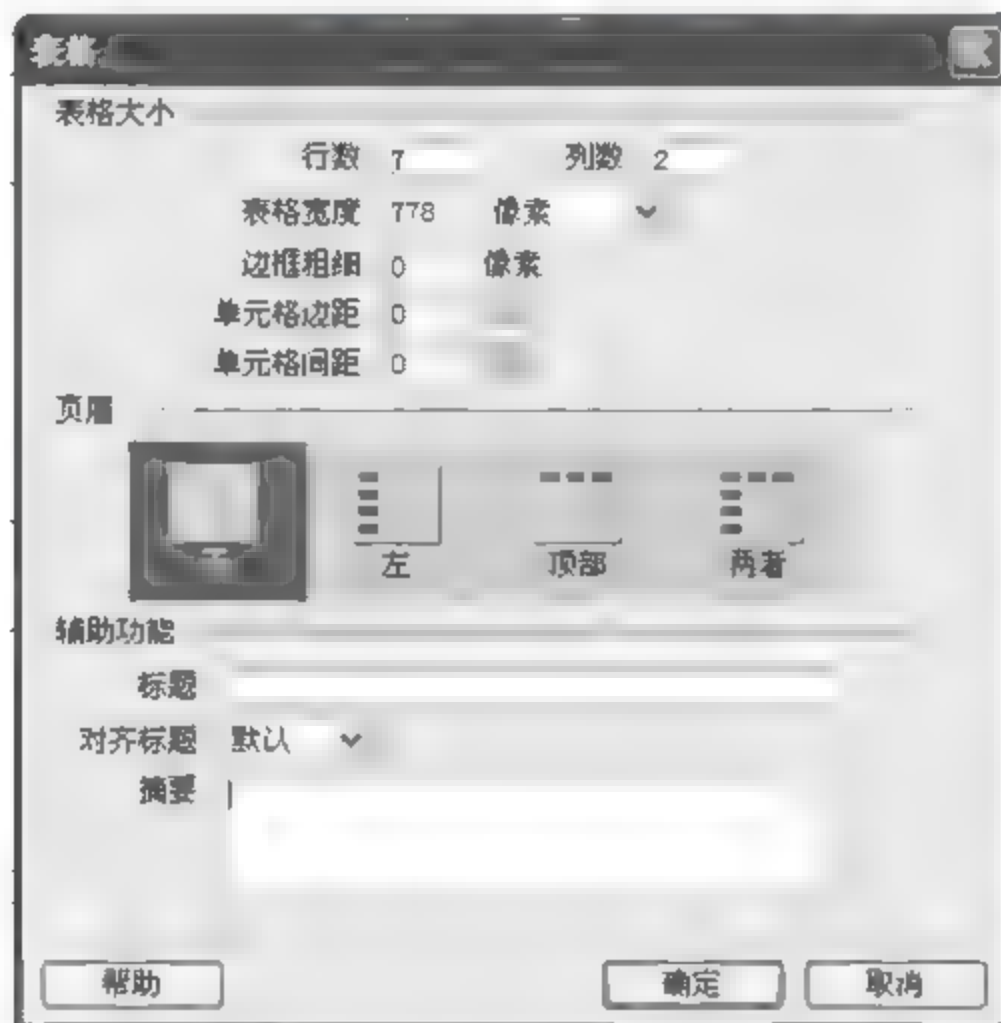 表格
表格大小
行数 7 列数 2
表格宽度 778 像素
边框粗细 0 像素
单元格边距 0
单元格间距 0
页眉
左 顶部 两者
辅助功能
标题
对齐标题 默认
摘要
帮助 确定 取消